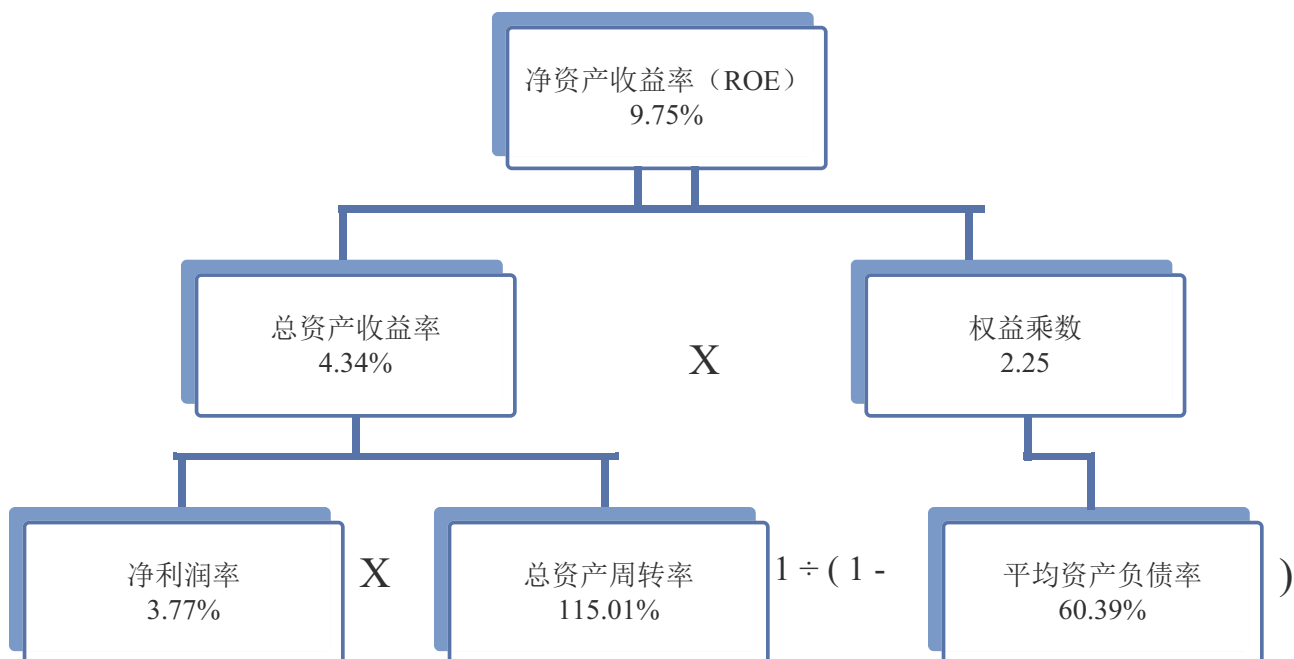 净资产收益率（ROE）
9.75%
总资产收益率
4.34%
X
权益乘数
2.25
净利润率
3.77%
X
总资产周转率
115.01%
1 ÷ ( 1 -
平均资产负债率
60.39%
)